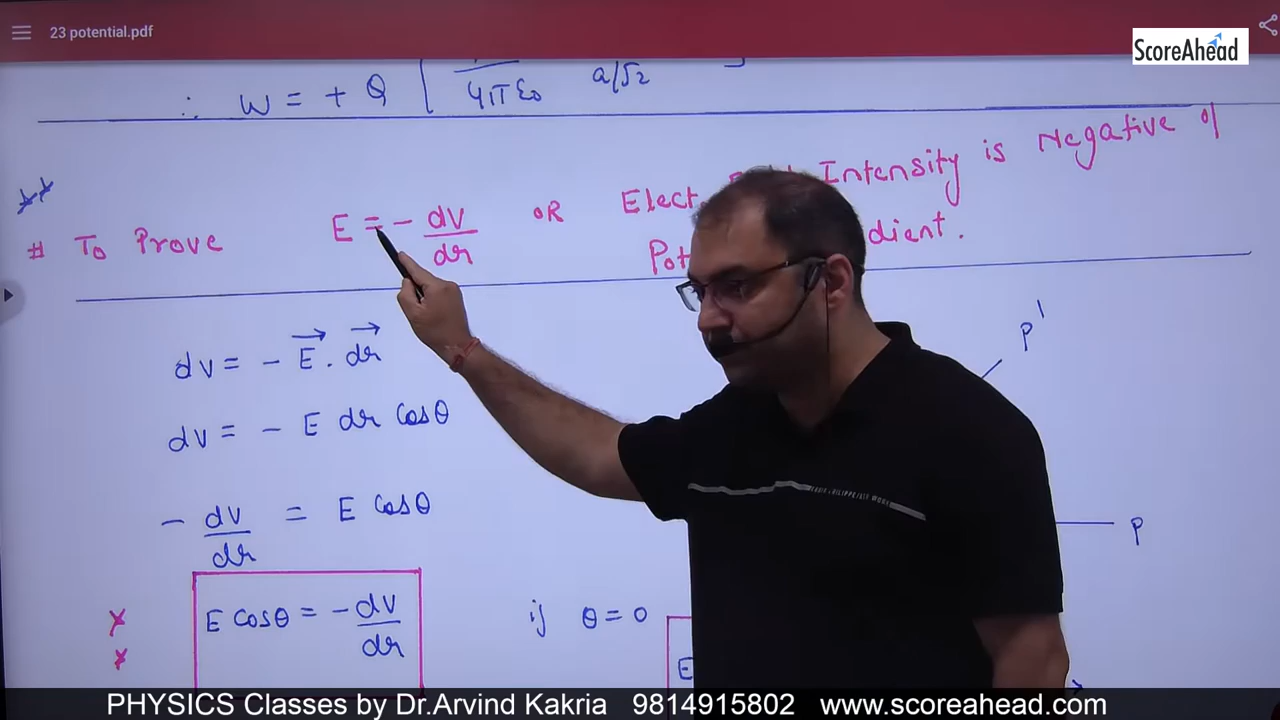 23 potential.pdf
ScoreAhead
∴ W = + Q [ 4πε₀ a/√2 ]
** # To Prove E = - dv/dr OR Elect. Intensity is Negative of
dv = - E⃗ . dr⃗
P'
dv = - E dr Cosθ
- dv/dr = E Cosθ
P
E Cosθ = - dv/dr if θ = 0
E
PHYSICS Classes by Dr.Arvind Kakria 9814915802 www.scoreahead.com